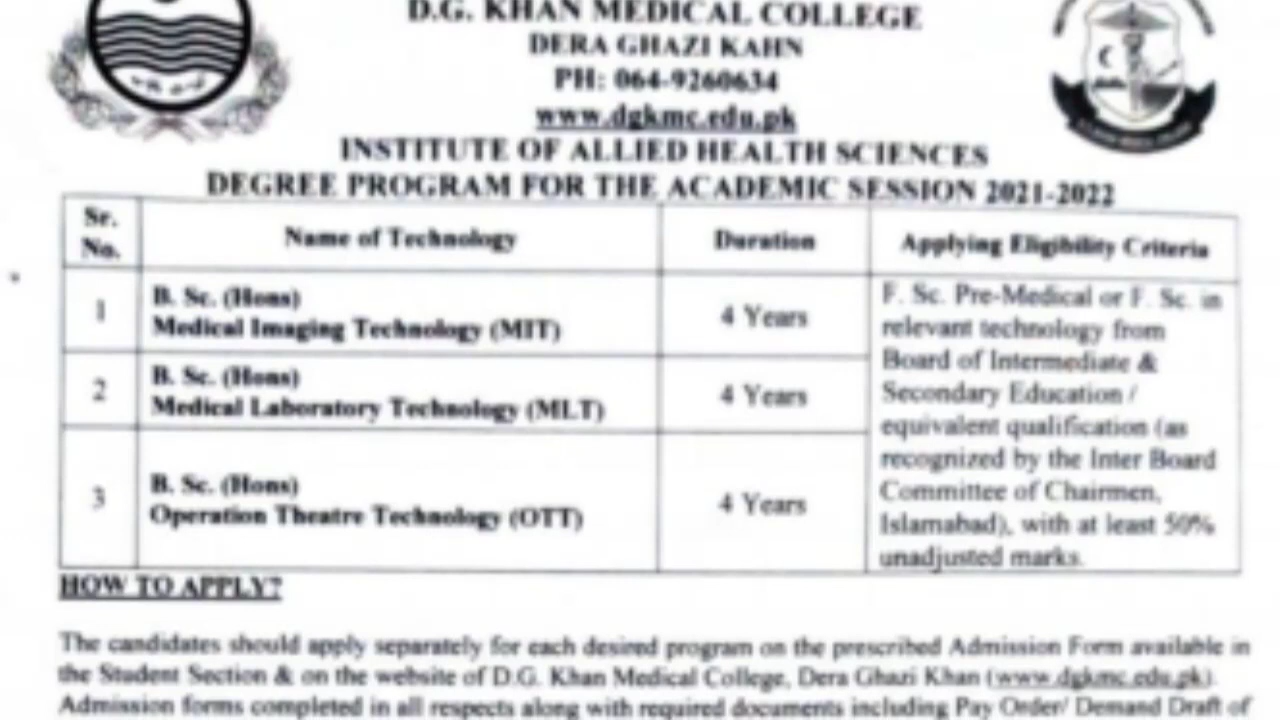 D.G. KHAN MEDICAL COLLEGE
DERA GHAZI KAHN
PH: 064-9260634
www.dgkmc.edu.pk
INSTITUTE OF ALLIED HEALTH SCIENCES
DEGREE PROGRAM FOR THE ACADEMIC SESSION 2021-2022
Sr. No. Name of Technology Duration Applying Eligibility Criteria
1 B. Sc. (Hons)
Medical Imaging Technology (MIT) 4 Years
2 B. Sc. (Hons)
Medical Laboratory Technology (MLT) 4 Years
3 B. Sc. (Hons)
Operation Theatre Technology (OTT) 4 Years
F. Sc. Pre-Medical or F. Sc. in
relevant technology from
Board of Intermediate &
Secondary Education /
equivalent qualification (as
recognized by the Inter Board
Committee of Chairmen,
Islamabad), with at least 50%
unadjusted marks.
HOW TO APPLY?
The candidates should apply separately for each desired program on the prescribed Admission Form available in
the Student Section & on the website of D.G. Khan Medical College, Dera Ghazi Khan (www.dgkmc.edu.pk).
Admission forms completed in all respects along with required documents including Pay Order/ Demand Draft of